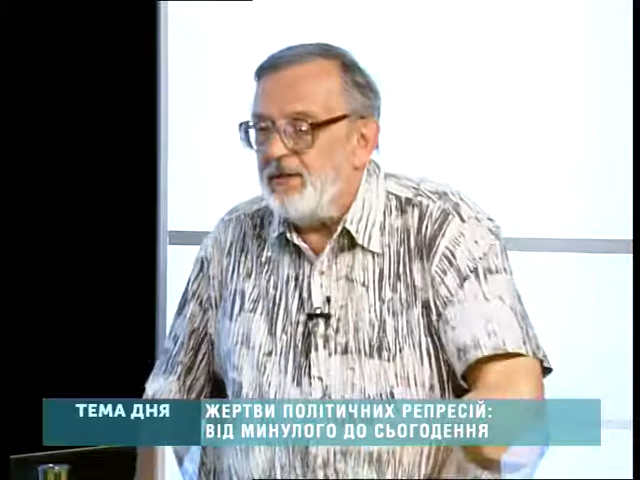 ТЕМА ДНЯ
ЖЕРТВИ ПОЛІТИЧНИХ РЕПРЕСІЙ:
ВІД МИНУЛОГО ДО СЬОГОДЕННЯ